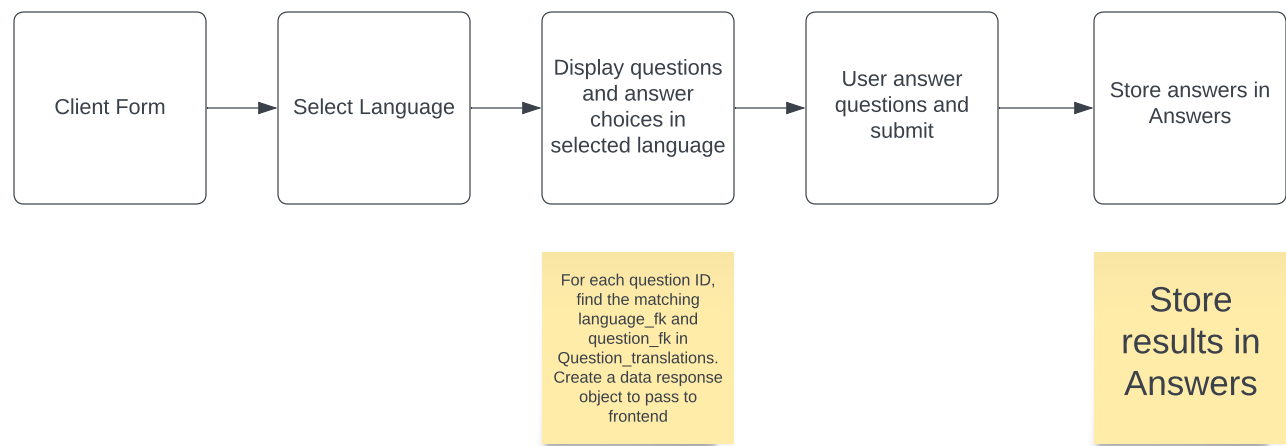 Client Form
Select Language
Display questions
and answer
choices in
selected language
User answer
questions and
submit
Store answers in
Answers
For each question ID,
find the matching
language_fk and
question_fk in
Question_translations.
Create a data response
object to pass to
frontend
Store
results in
Answers